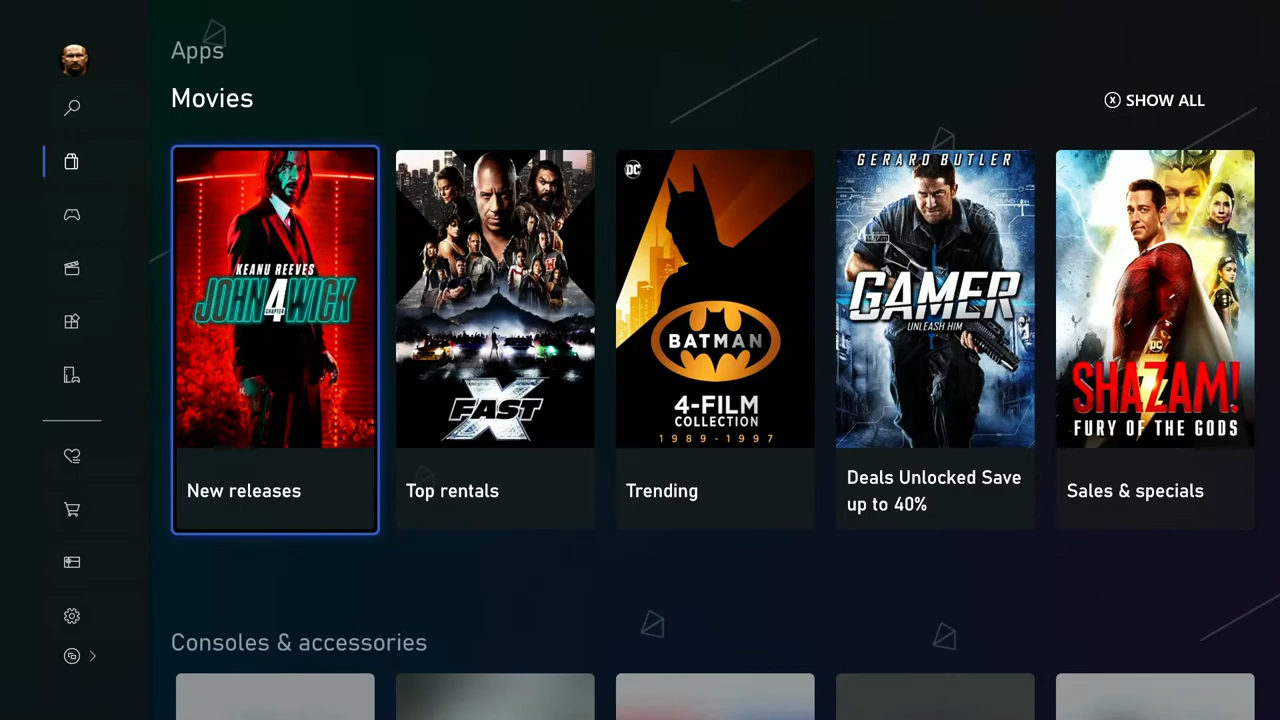 Apps
Movies
SHOW ALL
KEANU REEVES
JOHN WICK
CHAPTER 4
New releases
FAST X
Top rentals
DC
BATMAN
4-FILM
COLLECTION
1989-1997
Trending
GERARD BUTLER
GAMER
UNLEASH HIM
Deals Unlocked Save
up to 40%
DC
SHAZAM!
FURY OF THE GODS
Sales & specials
Consoles & accessories